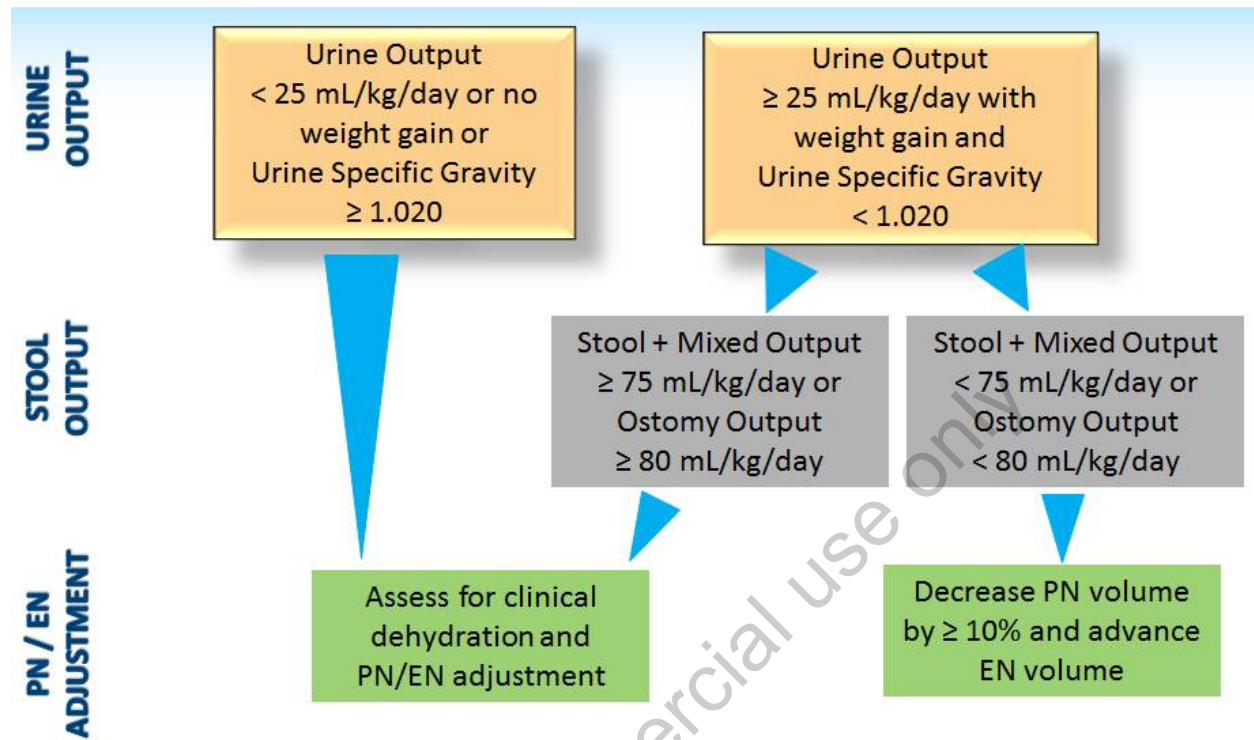 URINE
OUTPUT
Urine Output
< 25 mL/kg/day or no
weight gain or
Urine Specific Gravity
≥ 1.020
Urine Output
≥ 25 mL/kg/day with
weight gain and
Urine Specific Gravity
< 1.020
STOOL
OUTPUT
Stool + Mixed Output
≥ 75 mL/kg/day or
Ostomy Output
≥ 80 mL/kg/day
Stool + Mixed Output
< 75 mL/kg/day or
Ostomy Output
< 80 mL/kg/day
PN / EN
ADJUSTMENT
Assess for clinical
dehydration and
PN/EN adjustment
Decrease PN volume
by ≥ 10% and advance
EN volume
ercial use only